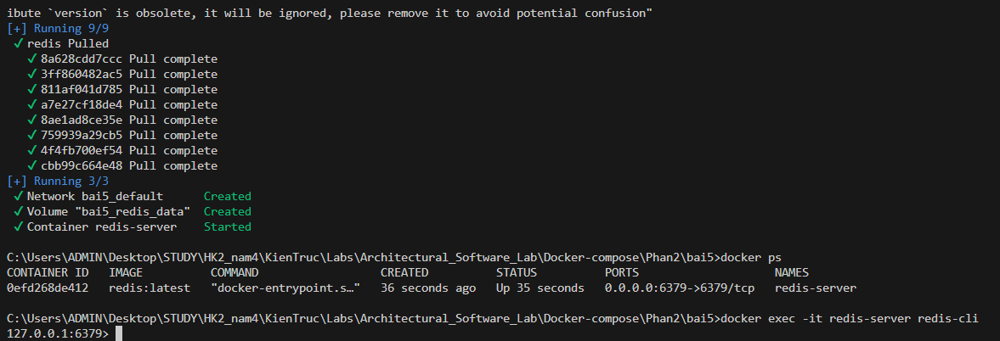 ibute `version` is obsolete, it will be ignored, please remove it to avoid potential confusion"
[+] Running 9/9
✓ redis Pulled
✓ 8a628cdd7ccc Pull complete
✓ 3ff860482ac5 Pull complete
✓ 811af041d785 Pull complete
✓ a7e27cf18de4 Pull complete
✓ 8ae1ad8ce35e Pull complete
✓ 759939a29cb5 Pull complete
✓ 4f4fb700ef54 Pull complete
✓ cbb99c664e48 Pull complete
[+] Running 3/3
✓ Network bai5_default Created
✓ Volume "bai5_redis_data" Created
✓ Container redis-server Started
C:\Users\ADMIN\Desktop\STUDY\HK2_nam4\KienTruc\Labs\Architectural_Software_Lab\Docker-compose\Phan2\bai5>docker ps
CONTAINER ID IMAGE COMMAND CREATED STATUS PORTS NAMES
0efd268de412 redis:latest "docker-entrypoint.s…" 36 seconds ago Up 35 seconds 0.0.0.0:6379->6379/tcp redis-server
C:\Users\ADMIN\Desktop\STUDY\HK2_nam4\KienTruc\Labs\Architectural_Software_Lab\Docker-compose\Phan2\bai5>docker exec -it redis-server redis-cli
127.0.0.1:6379>